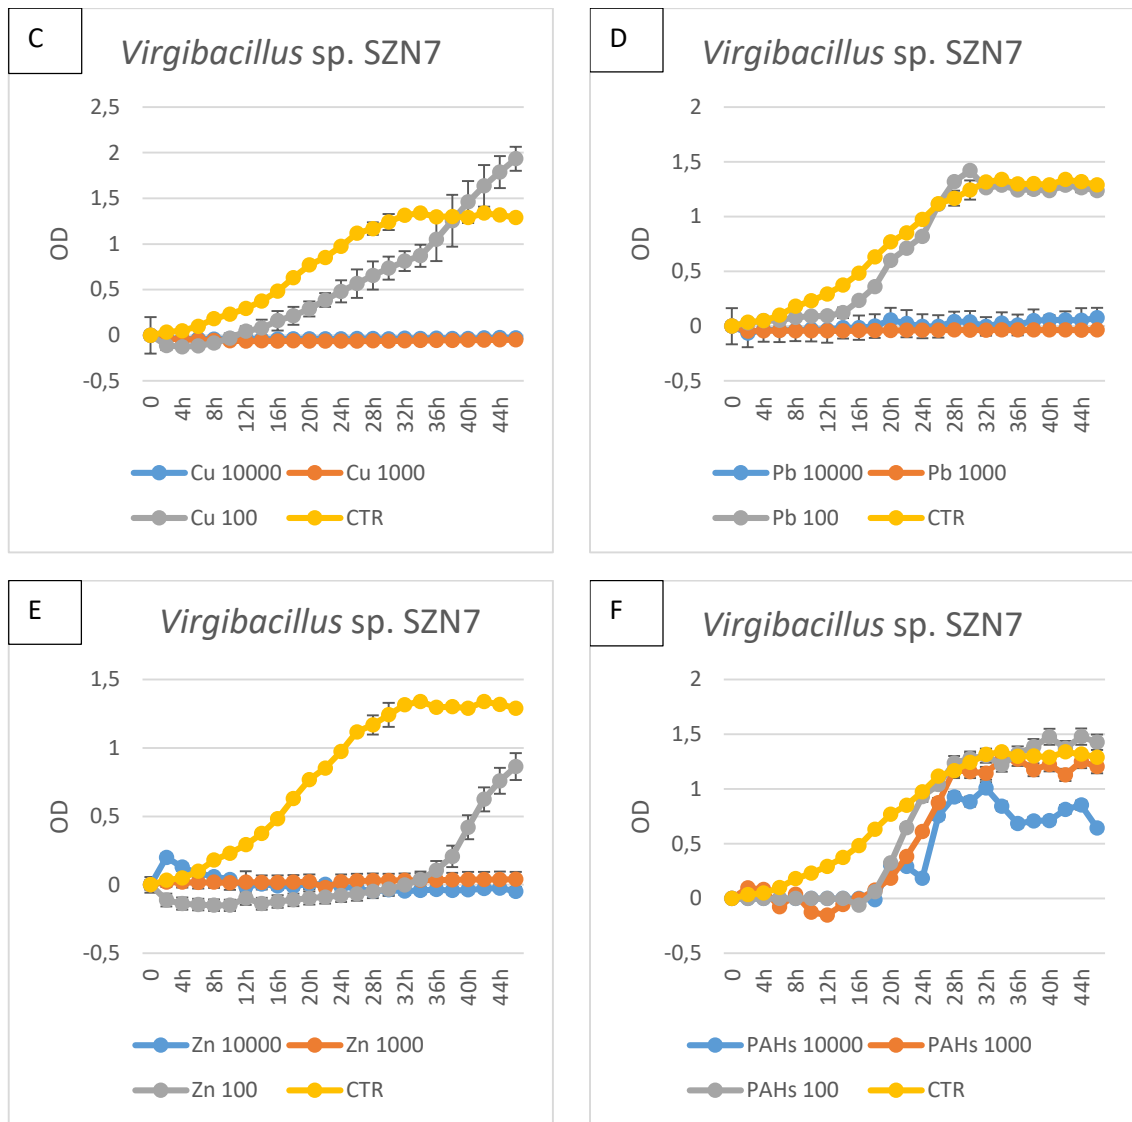 C
Virgibacillus sp. SZN7
2,5
2
1,5
1
0,5
0
-0,5
OD
0 4h 8h 12h 16h 20h 24h 28h 32h 36h 40h 44h
Cu 10000 Cu 1000
Cu 100 CTR
D
Virgibacillus sp. SZN7
2
1,5
1
0,5
0
-0,5
OD
0 4h 8h 12h 16h 20h 24h 28h 32h 36h 40h 44h
Pb 10000 Pb 1000
Pb 100 CTR
E
Virgibacillus sp. SZN7
1,5
1
0,5
0
-0,5
OD
0 4h 8h 12h 16h 20h 24h 28h 32h 36h 40h 44h
Zn 10000 Zn 1000
Zn 100 CTR
F
Virgibacillus sp. SZN7
2
1,5
1
0,5
0
-0,5
OD
0 4h 8h 12h 16h 20h 24h 28h 32h 36h 40h 44h
PAHs 10000 PAHs 1000
PAHs 100 CTR